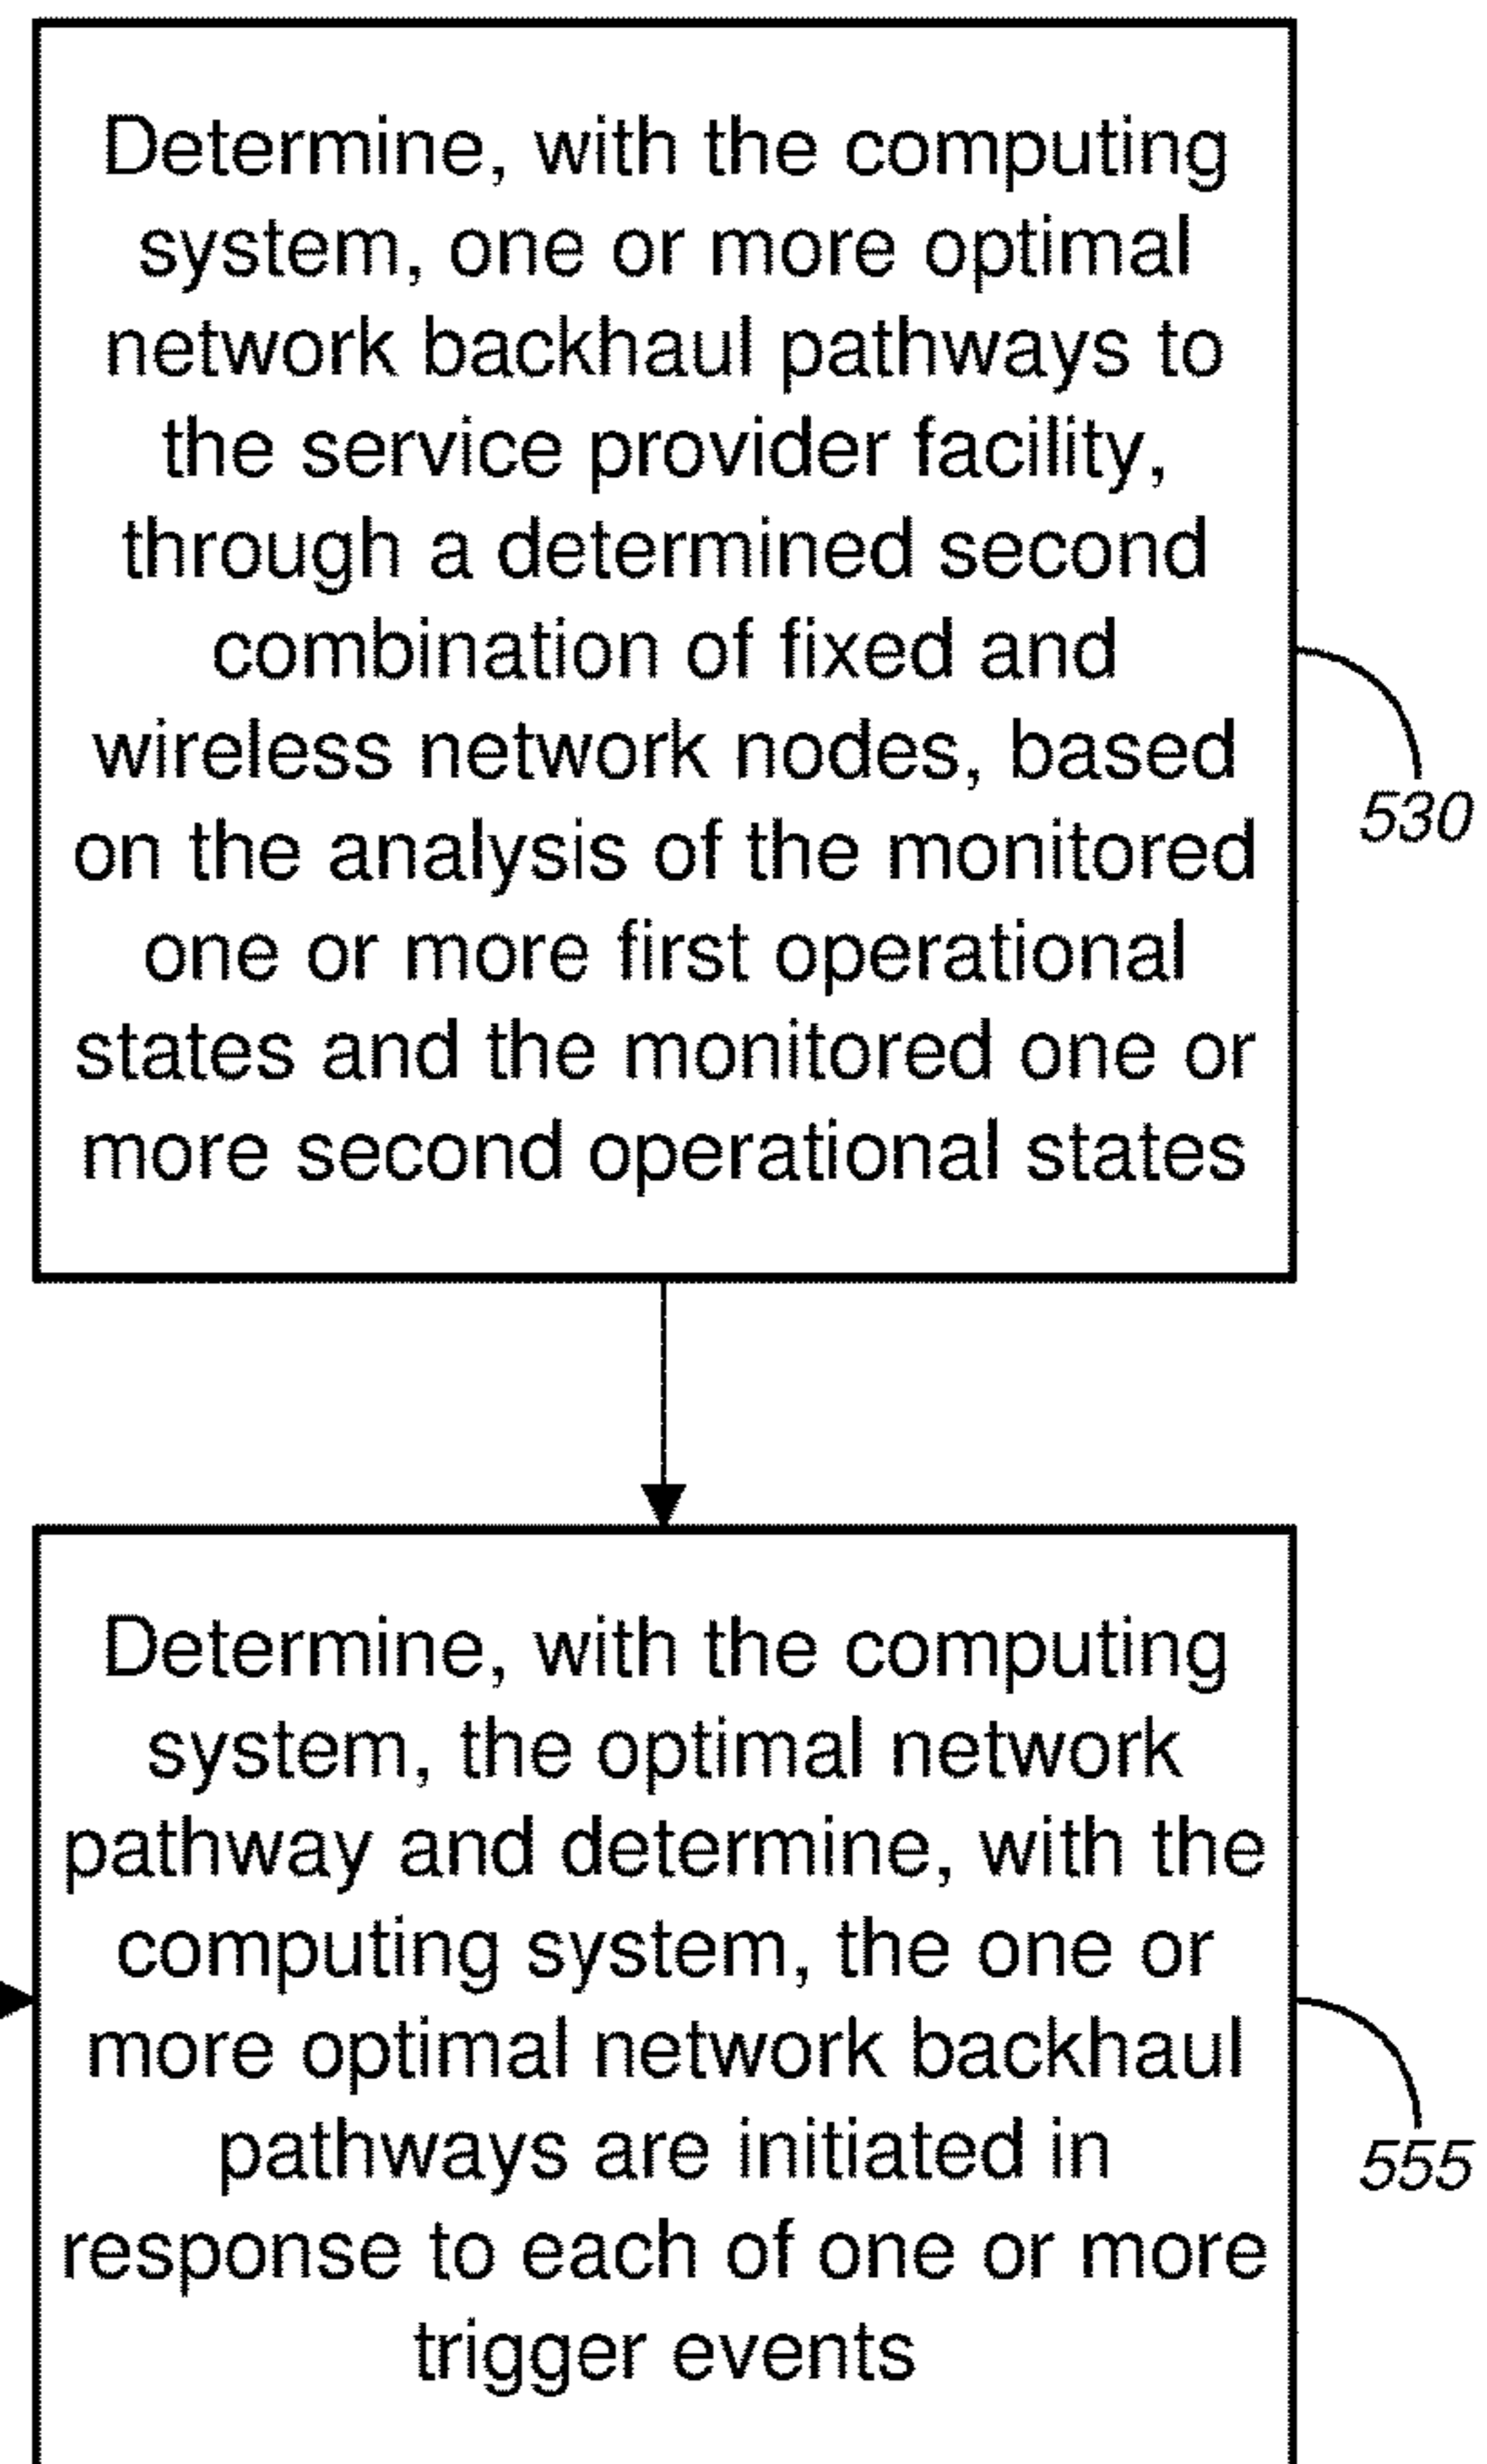 Determine, with the computing
system, one or more optimal
network backhaul pathways to
the service provider facility,
through a determined second
combination of fixed and
wireless network nodes, based
on the analysis of the monitored
one or more first operational
states and the monitored one or
more second operational states
530
Determine, with the computing
system, the optimal network
pathway and determine, with the
computing system, the one or
more optimal network backhaul
pathways are initiated in
response to each of one or more
trigger events
555